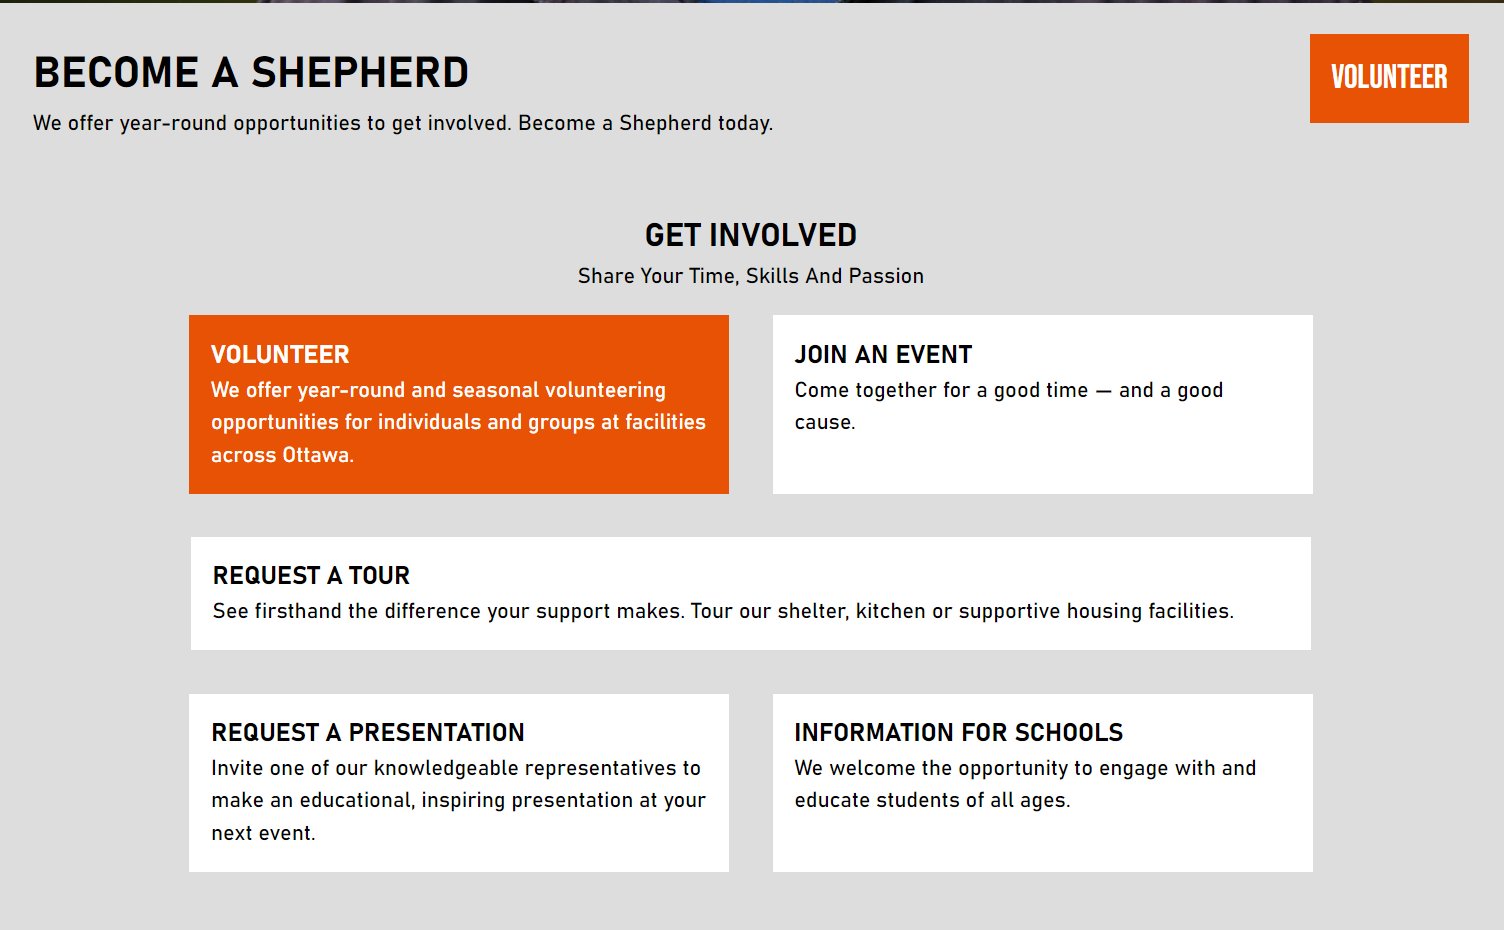 BECOME A SHEPHERD
We offer year-round opportunities to get involved. Become a Shepherd today.
VOLUNTEER
GET INVOLVED
Share Your Time, Skills And Passion
VOLUNTEER
We offer year-round and seasonal volunteering
opportunities for individuals and groups at facilities
across Ottawa.
JOIN AN EVENT
Come together for a good time — and a good
cause.
REQUEST A TOUR
See firsthand the difference your support makes. Tour our shelter, kitchen or supportive housing facilities.
REQUEST A PRESENTATION
Invite one of our knowledgeable representatives to
make an educational, inspiring presentation at your
next event.
INFORMATION FOR SCHOOLS
We welcome the opportunity to engage with and
educate students of all ages.